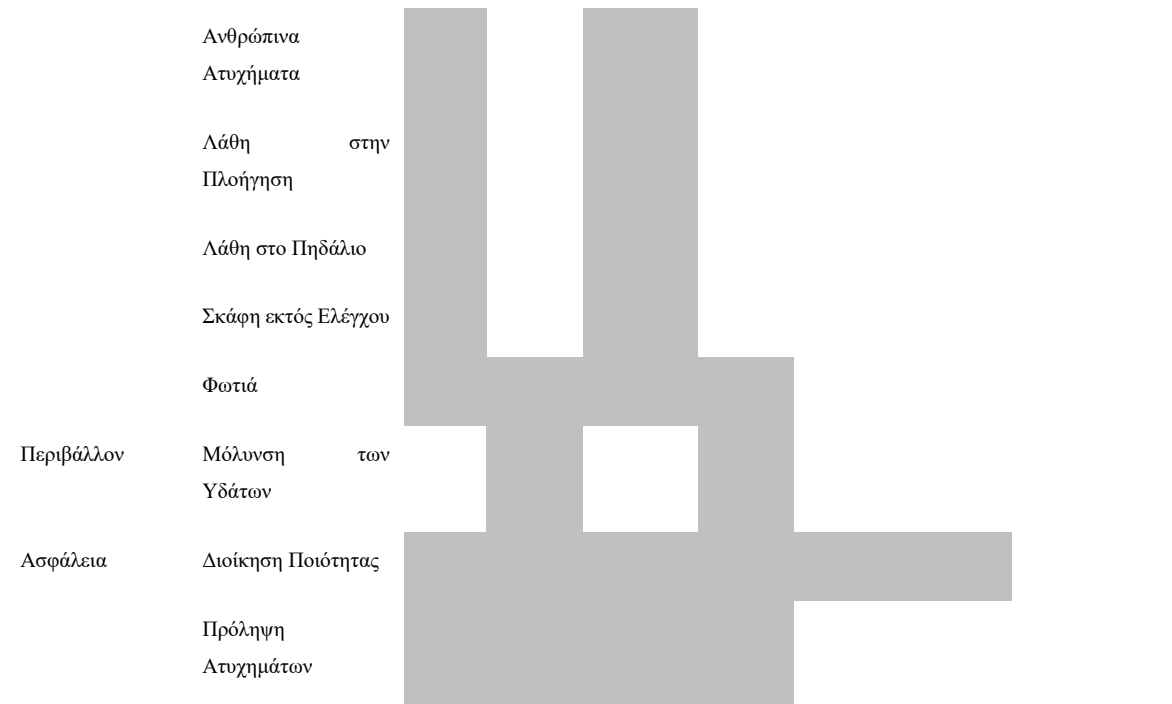 Ανθρώπινα
Ατυχήματα
Λάθη στην
Πλοήγηση
Λάθη στο Πηδάλιο
Σκάφη εκτός Ελέγχου
Φωτιά
Περιβάλλον Μόλυνση των
Υδάτων
Ασφάλεια Διοίκηση Ποιότητας
Πρόληψη
Ατυχημάτων